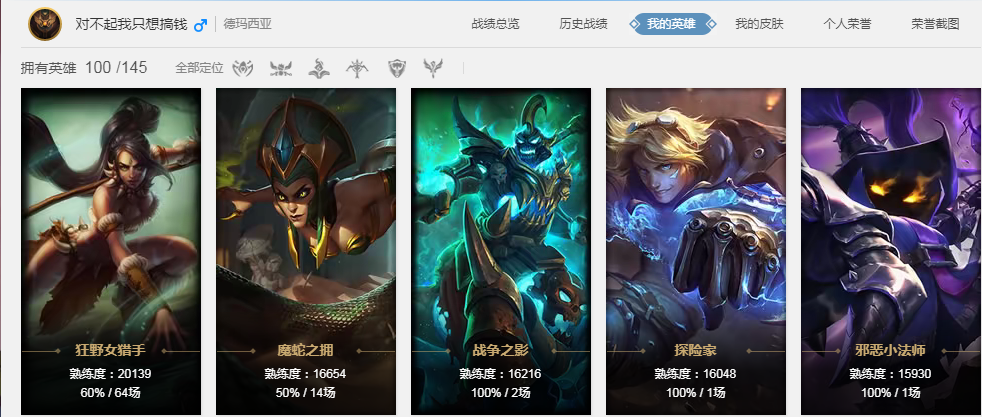 对不起我只想搞钱 德玛西亚 战绩总览 历史战绩 我的英雄 我的皮肤 个人荣誉 荣誉截图
拥有英雄 100 /145 全部定位
狂野女猎手
熟练度：20139
60% / 64场
魔蛇之拥
熟练度：16654
50% / 14场
战争之影
熟练度：16216
100% / 2场
探险家
熟练度：16048
100% / 1场
邪恶小法师
熟练度：15930
100% / 1场